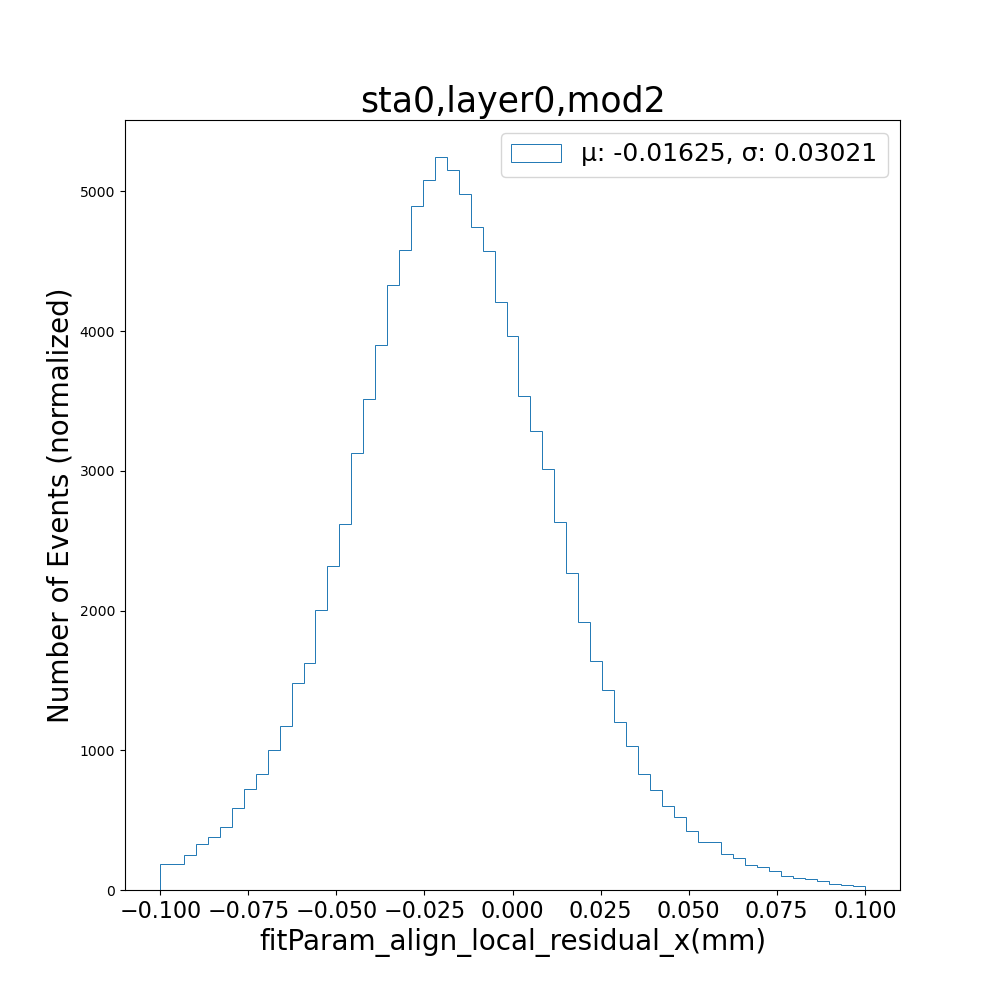 sta0,layer0,mod2
μ: -0.01625, σ: 0.03021
Number of Events (normalized)
5000
4000
3000
2000
1000
0
−0.100 −0.075 −0.050 −0.025 0.000 0.025 0.050 0.075 0.100
fitParam_align_local_residual_x(mm)